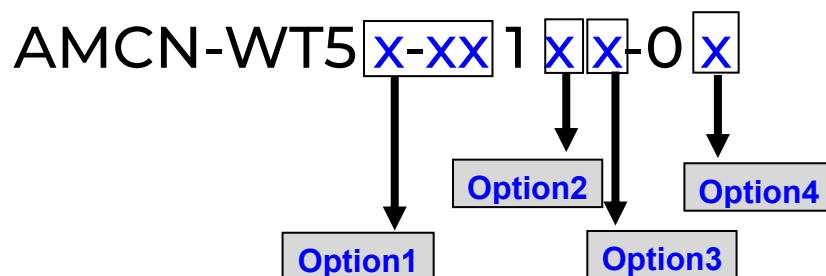 AMCN-WT5 x-xx 1 x x-0 x
Option2
Option4
Option1
Option3